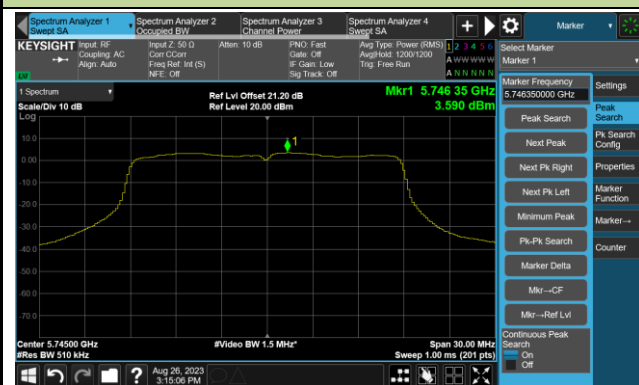 Spectrum Analyzer 1
Swept SA
Spectrum Analyzer 2
Occupied BW
Spectrum Analyzer 3
Channel Power
Spectrum Analyzer 4
Swept SA
+
Marker
KEYSIGHT
Input: RF
Coupling: AC
Align: Auto
Input Z: 50 Ω
Corr CCorr
Freq Ref: Int (S)
NFE: Off
Atten: 10 dB
PNO: Fast
Gate: Off
IF Gain: Low
Sig Track: Off
Avg Type: Power (RMS)
Avg|Hold: 1200/1200
Trig: Free Run
1 2 3 4 5 6
A W W W W W
A N N N N N
LVI
Select Marker
Marker 1
1 Spectrum
Scale/Div 10 dB
Log
Ref Lvl Offset 21.20 dB
Ref Level 20.00 dBm
Mkr1 5.746 35 GHz
3.590 dBm
10.0
0.00
-10.0
-20.0
-30.0
-40.0
-50.0
-60.0
-70.0
1
Center 5.74500 GHz
#Res BW 510 kHz
#Video BW 1.5 MHz*
Span 30.00 MHz
Sweep 1.00 ms (201 pts)
Marker Frequency
5.746350000 GHz
Peak Search
Next Peak
Next Pk Right
Next Pk Left
Minimum Peak
Pk-Pk Search
Marker Delta
Mkr→CF
Mkr→Ref Lvl
Continuous Peak
Search
On
Off
Settings
Peak
Search
Pk Search
Config
Properties
Marker
Function
Marker→
Counter
?
Aug 26, 2023
3:15:06 PM